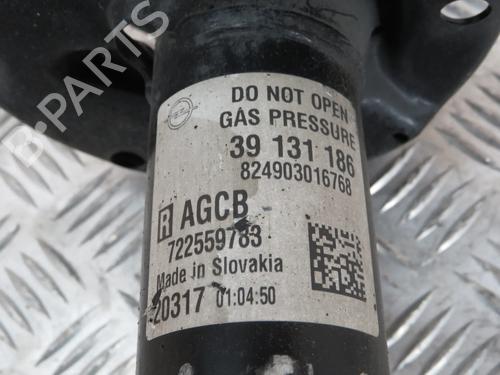 DO NOT OPEN
GAS PRESSURE
39 131 186
824903016768
R AGCB
722559783
Made in Slovakia
20317 01:04:50
B-PARTS